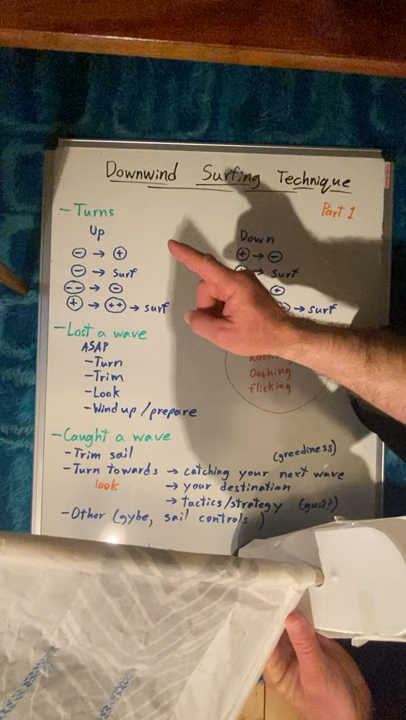 Downwind Surfing Technique
Part 1
- Turns
Up
⊖ → ⊕
⊖ → surf
(--) → ⊖
⊕ → (++) → surf
Down
⊕ → ⊖
→ surf
⊕
→ surf
- Lost a wave
ASAP
- Turn
- Trim
- Look
- Wind up / prepare
Ooching
flicking
- Caught a wave
- Trim sail (greediness)
- Turn towards → catching your next wave
look → your destination
→ tactics/strategy (gust?)
- Other (gybe, sail controls...)